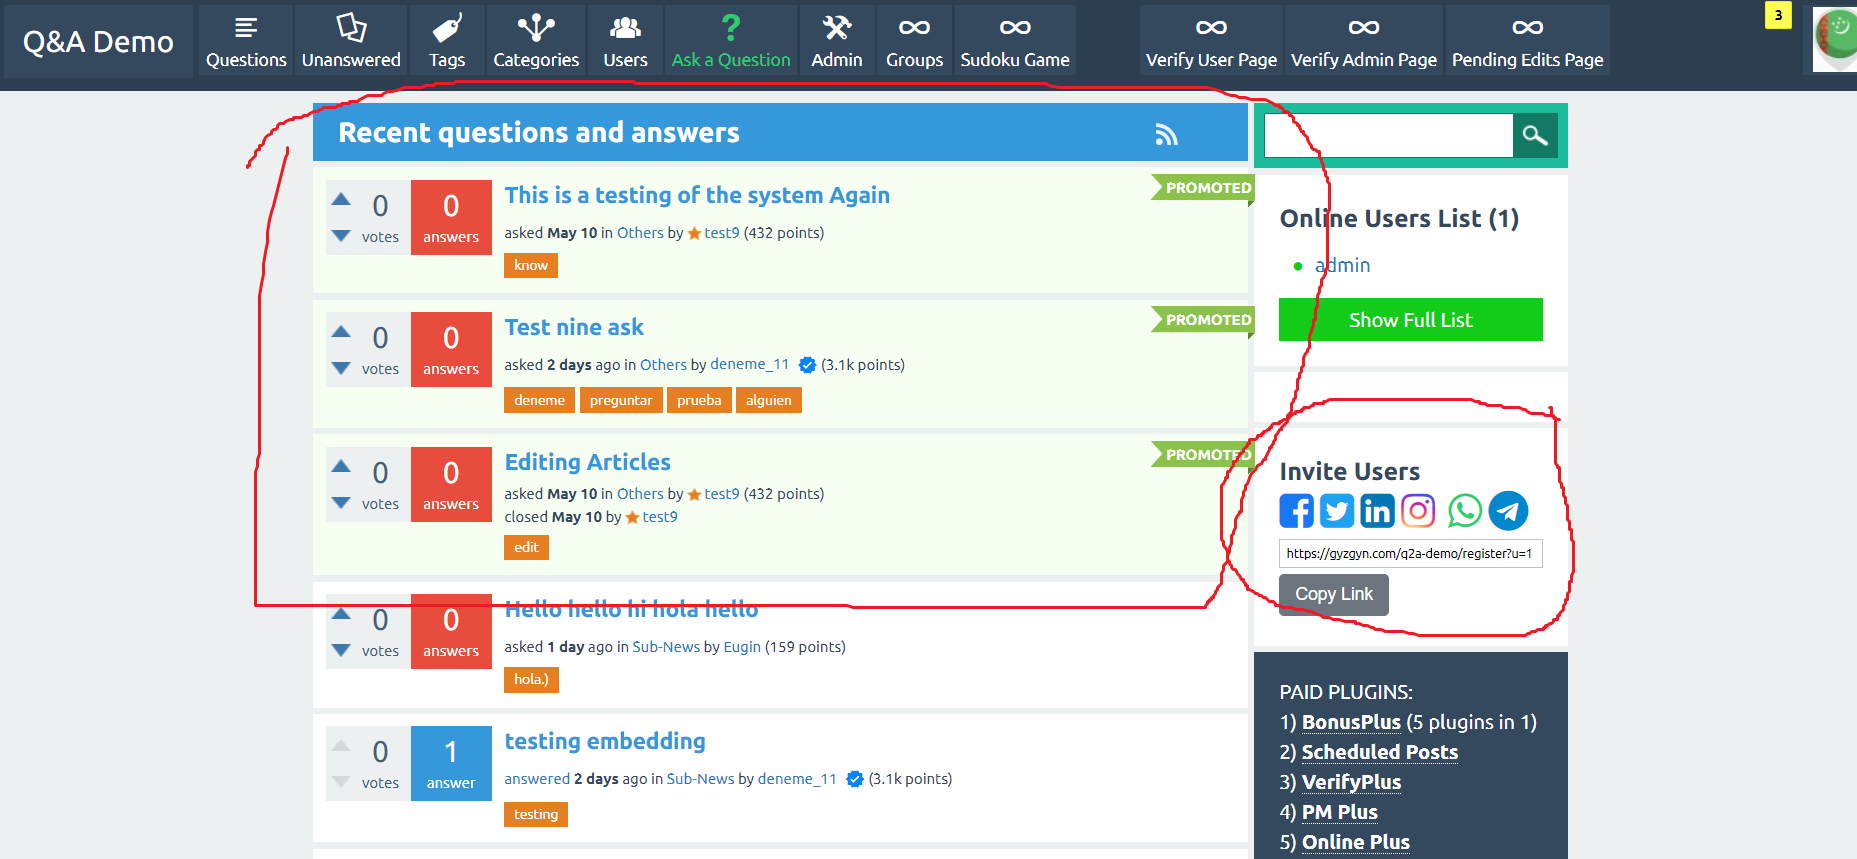 Q&A Demo
Questions
Unanswered
Tags
Categories
Users
?
Ask a Question
Admin
Groups
Sudoku Game
Verify User Page
Verify Admin Page
Pending Edits Page
3
Recent questions and answers
0
votes
0
answers
This is a testing of the system Again
PROMOTED
asked May 10 in Others by test9 (432 points)
know
0
votes
0
answers
Test nine ask
PROMOTED
asked 2 days ago in Others by deneme_11 (3.1k points)
deneme preguntar prueba alguien
0
votes
0
answers
Editing Articles
PROMOTED
asked May 10 in Others by test9 (432 points)
closed May 10 by test9
edit
0
votes
0
answers
Hello hello hi hola hello
asked 1 day ago in Sub-News by Eugin (159 points)
hola.)
0
votes
1
answer
testing embedding
answered 2 days ago in Sub-News by deneme_11 (3.1k points)
testing
Online Users List (1)
admin
Show Full List
Invite Users
https://gyzgyn.com/q2a-demo/register?u=1
Copy Link
PAID PLUGINS:
1) BonusPlus (5 plugins in 1)
2) Scheduled Posts
3) VerifyPlus
4) PM Plus
5) Online Plus